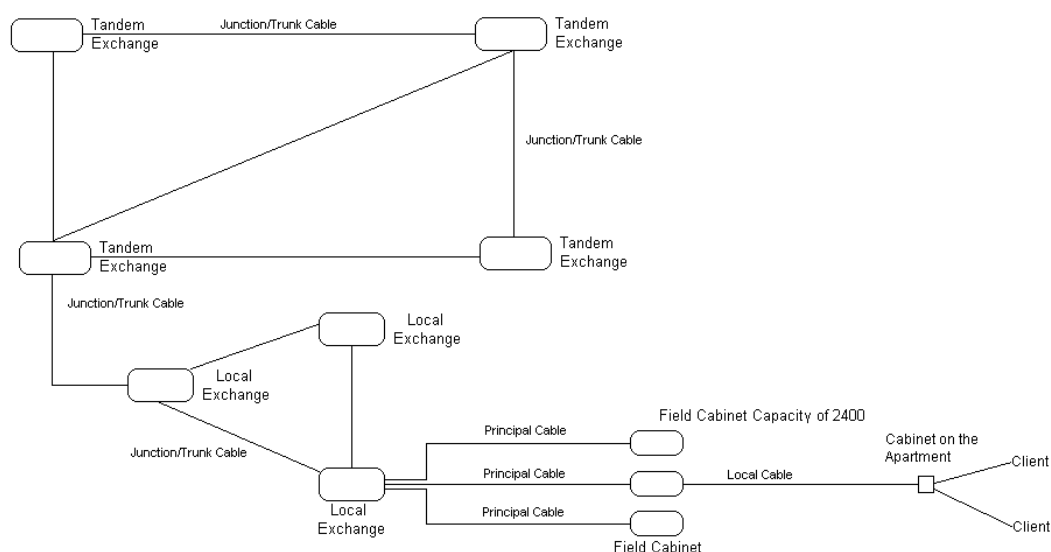 Tandem
Exchange
Junction/Trunk Cable
Tandem
Exchange
Junction/Trunk Cable
Tandem
Exchange
Tandem
Exchange
Junction/Trunk Cable
Local
Exchange
Local
Exchange
Junction/Trunk Cable
Local
Exchange
Principal Cable
Principal Cable
Principal Cable
Field Cabinet Capacity of 2400
Field Cabinet
Local Cable
Cabinet on the
Apartment
Client
Client